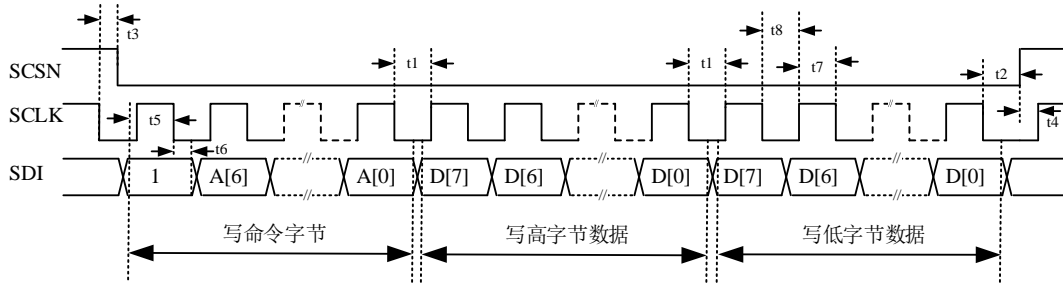 t3 t1 t1 t8 t7 t2
SCSN
SCLK t5 t4
t6
SDI 1 A[6] // A[0] D[7] D[6] // D[0] D[7] D[6] // D[0]
写命令字节 写高字节数据 写低字节数据